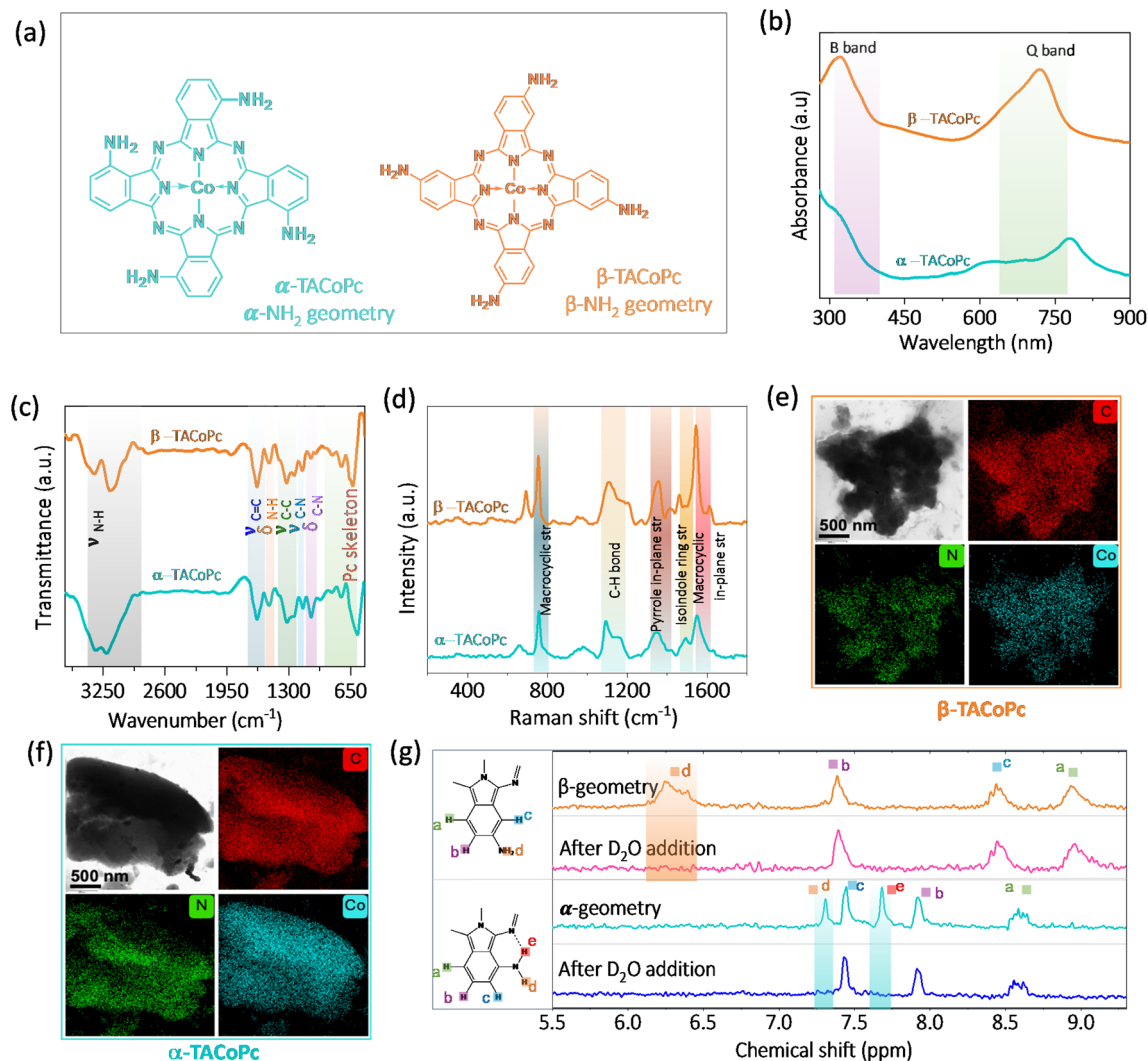 (a)
NH₂
NH₂
N
N
N
N
Co
N
N
N
N
NH₂
H₂N
α-TACoPc
α-NH₂ geometry
NH₂
H₂N
N
N
N
N
Co
N
N
N
N
NH₂
H₂N
β-TACoPc
β-NH₂ geometry
(b)
B band
Q band
β –TACoPc
α –TACoPc
Absorbance (a.u)
300 450 600 750 900
Wavelength (nm)
(c)
β –TACoPc
ν N-H
ν C=C
δ N-H
ν C-C
ν C-N
δ C-N
Pc skeleton
α–TACoPc
Transmittance (a.u.)
3250 2600 1950 1300 650
Wavenumber (cm⁻¹)
(d)
β –TACoPc
Macrocyclic str
C-H bond
Pyrrole in-plane str
Isoindole ring str
Macrocyclic
in-plane str
α–TACoPc
Intensity (a.u.)
400 800 1200 1600
Raman shift (cm⁻¹)
(e)
500 nm
C
N
Co
β-TACoPc
(f)
500 nm
C
N
Co
α-TACoPc
(g)
N
N
H
a
H
c
b
H
NH₂
d
N
N
H
e
H
a
N
H
d
H
b
H
c
β-geometry
d
b
c
a
After D₂O addition
α-geometry
d
c
e
b
a
After D₂O addition
5.5 6.0 6.5 7.0 7.5 8.0 8.5 9.0
Chemical shift (ppm)